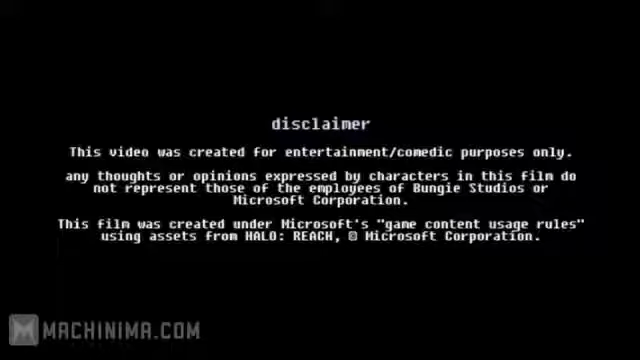 disclaimer
This video was created for entertainment/comedic purposes only.
any thoughts or opinions expressed by characters in this film do
not represent those of the employees of Bungie Studios or
Microsoft Corporation.
This film was created under Microsoft's "game content usage rules"
using assets from HALO: REACH, © Microsoft Corporation.
MACHINIMA.COM